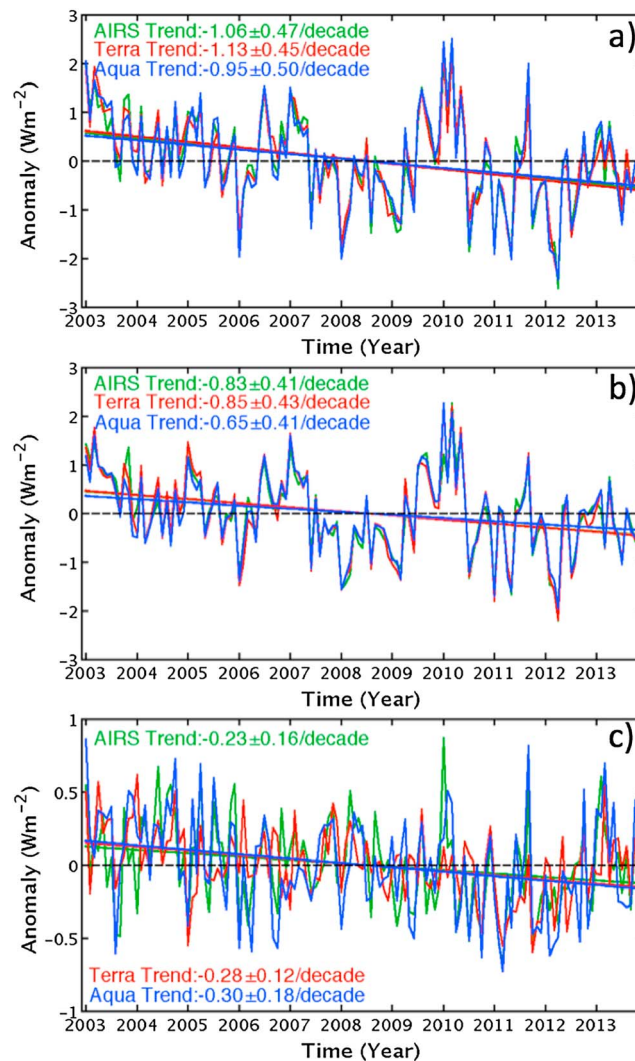 AIRS Trend:-1.06±0.47/decade
a)
Terra Trend:-1.13±0.45/decade
Aqua Trend:-0.95±0.50/decade
3
2
1
0
−1
−2
−3
Anomaly (Wm−2)
2003 2004 2005 2006 2007 2008 2009 2010 2011 2012 2013
Time (Year)
AIRS Trend:-0.83±0.41/decade
b)
Terra Trend:-0.85±0.43/decade
Aqua Trend:-0.65±0.41/decade
3
2
1
0
−1
−2
−3
Anomaly (Wm−2)
2003 2004 2005 2006 2007 2008 2009 2010 2011 2012 2013
Time (Year)
AIRS Trend:-0.23±0.16/decade
c)
1
0.5
0
−0.5
−1
Anomaly (Wm−2)
Terra Trend:-0.28±0.12/decade
Aqua Trend:-0.30±0.18/decade
2003 2004 2005 2006 2007 2008 2009 2010 2011 2012 2013
Time (Year)